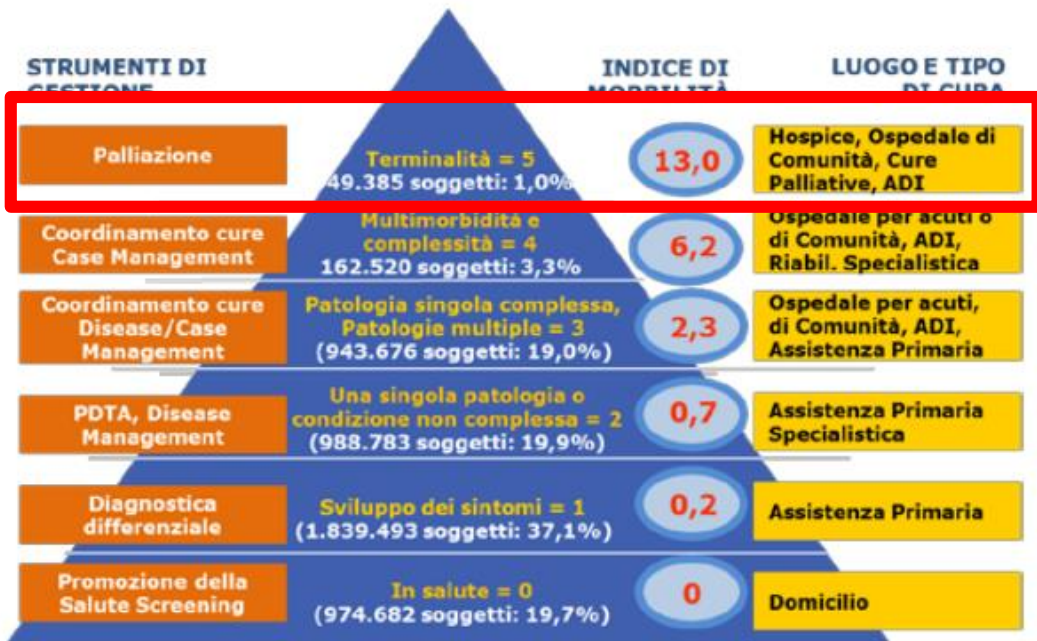 STRUMENTI DI
GESTIONE
INDICE DI
MORBILITÀ
LUOGO E TIPO
DI CURA
Palliazione
Terminalità = 5
49.385 soggetti: 1,0%
13,0
Hospice, Ospedale di
Comunità, Cure
Palliative, ADI
Coordinamento cure
Case Management
Multimorbidità e
complessità = 4
162.520 soggetti: 3,3%
6,2
Ospedale per acuti o
di Comunità, ADI,
Riabil. Specialistica
Coordinamento cure
Disease/Case
Management
Patologia singola complessa,
Patologie multiple = 3
(943.676 soggetti: 19,0%)
2,3
Ospedale per acuti,
di Comunità, ADI,
Assistenza Primaria
PDTA, Disease
Management
Una singola patologia o
condizione non complessa = 2
(988.783 soggetti: 19,9%)
0,7
Assistenza Primaria
Specialistica
Diagnostica
differenziale
Sviluppo dei sintomi = 1
(1.839.493 soggetti: 37,1%)
0,2
Assistenza Primaria
Promozione della
Salute Screening
In salute = 0
(974.682 soggetti: 19,7%)
0
Domicilio